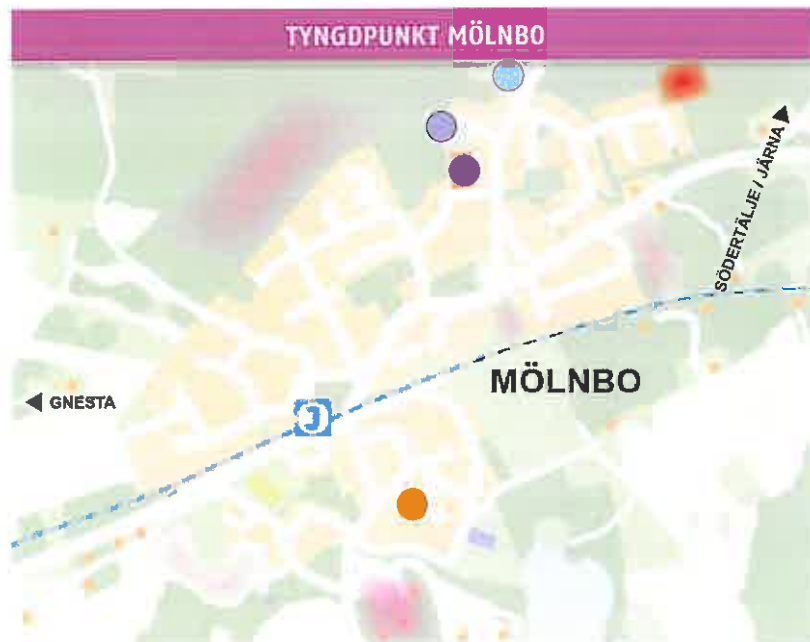 TYNGDPUNKT MÖLNBO
SÖDERTÄLJE / JÄRNA
MÖLNBO
GNESTA
J